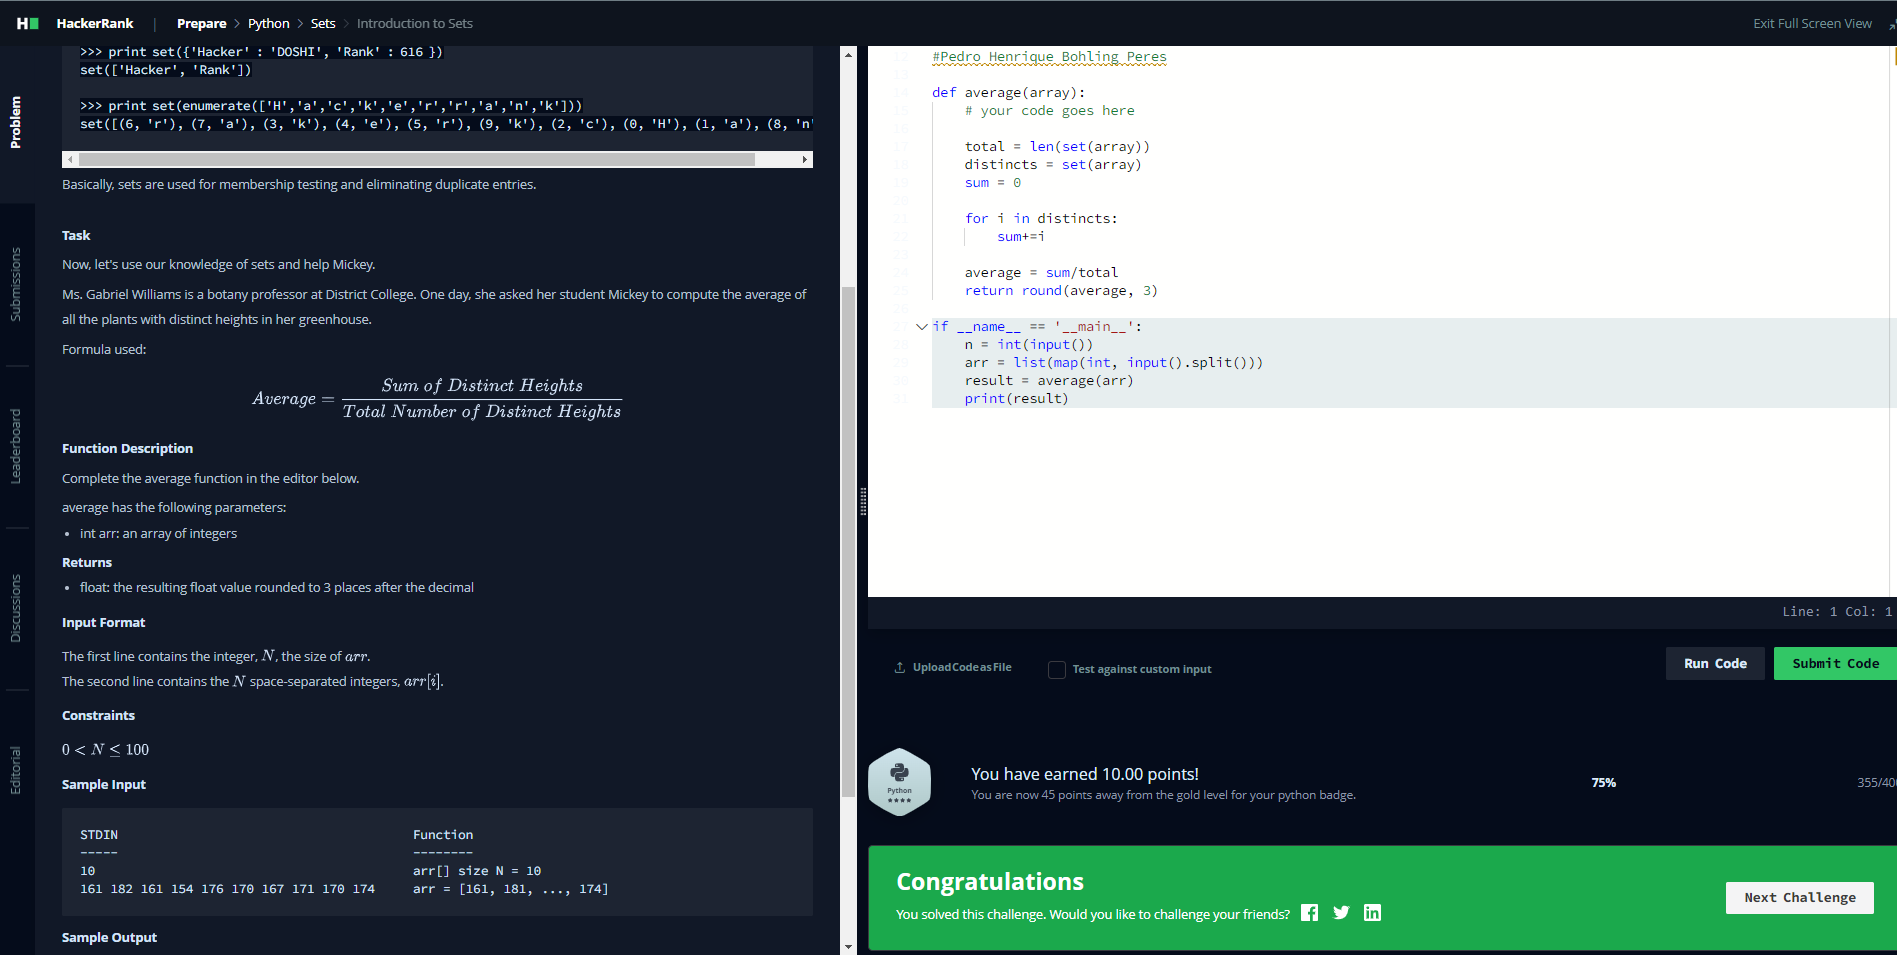 HackerRank | Prepare > Python > Sets > Introduction to Sets
Exit Full Screen View
Problem
Submissions
Leaderboard
Discussions
Editorial
>>> print set({'Hacker' : 'DOSHI', 'Rank' : 616 })
set(['Hacker', 'Rank'])
>>> print set(enumerate(['H','a','c','k','e','r','r','a','n','k']))
set([(6, 'r'), (7, 'a'), (3, 'k'), (4, 'e'), (5, 'r'), (9, 'k'), (2, 'c'), (0, 'H'), (1, 'a'), (8, 'n'
Basically, sets are used for membership testing and eliminating duplicate entries.
Task
Now, let's use our knowledge of sets and help Mickey.
Ms. Gabriel Williams is a botany professor at District College. One day, she asked her student Mickey to compute the average of
all the plants with distinct heights in her greenhouse.
Formula used:
Average = Sum of Distinct Heights
Total Number of Distinct Heights
Function Description
Complete the average function in the editor below.
average has the following parameters:
• int arr: an array of integers
Returns
• float: the resulting float value rounded to 3 places after the decimal
Input Format
The first line contains the integer, N, the size of arr.
The second line contains the N space-separated integers, arr[i].
Constraints
0 < N ≤ 100
Sample Input
STDIN Function
----- --------
10 arr[] size N = 10
161 182 161 154 176 170 167 171 170 174 arr = [161, 181, ..., 174]
Sample Output
#Pedro Henrique Bohling Peres
def average(array):
# your code goes here
total = len(set(array))
distincts = set(array)
sum = 0
for i in distincts:
sum+=i
average = sum/total
return round(average, 3)
if __name__ == '__main__':
n = int(input())
arr = list(map(int, input().split()))
result = average(arr)
print(result)
Line: 1 Col: 1
Upload Code as File
Test against custom input
Run Code
Submit Code
Python
You have earned 10.00 points!
You are now 45 points away from the gold level for your python badge.
75%
355/40
Congratulations
You solved this challenge. Would you like to challenge your friends?
Next Challenge